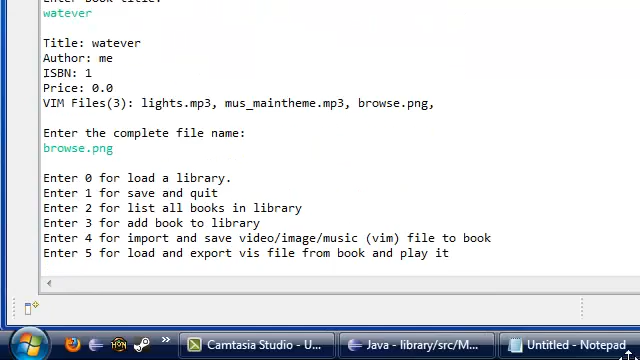 Enter book title:
watever
Title: watever
Author: me
ISBN: 1
Price: 0.0
VIM Files(3): lights.mp3, mus_maintheme.mp3, browse.png,
Enter the complete file name:
browse.png
Enter 0 for load a library.
Enter 1 for save and quit
Enter 2 for list all books in library
Enter 3 for add book to library
Enter 4 for import and save video/image/music (vim) file to book
Enter 5 for load and export vis file from book and play it
HON
Camtasia Studio - U...
Java - library/src/M...
Untitled - Notepad